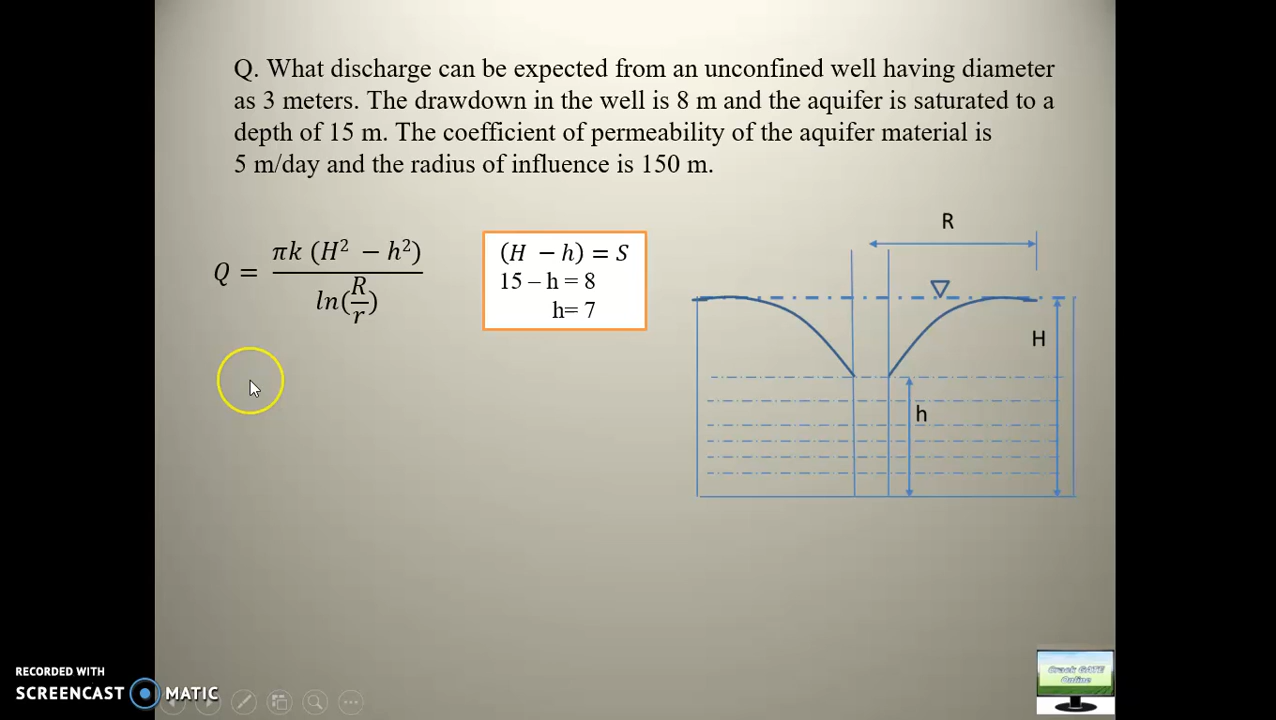 Q. What discharge can be expected from an unconfined well having diameter
as 3 meters. The drawdown in the well is 8 m and the aquifer is saturated to a
depth of 15 m. The coefficient of permeability of the aquifer material is
5 m/day and the radius of influence is 150 m.
Q = πk (H² − h²) / ln(R/r)
(H − h) = S
15 – h = 8
h= 7
R
H
h
RECORDED WITH
SCREENCAST MATIC
Crack GATE
Online